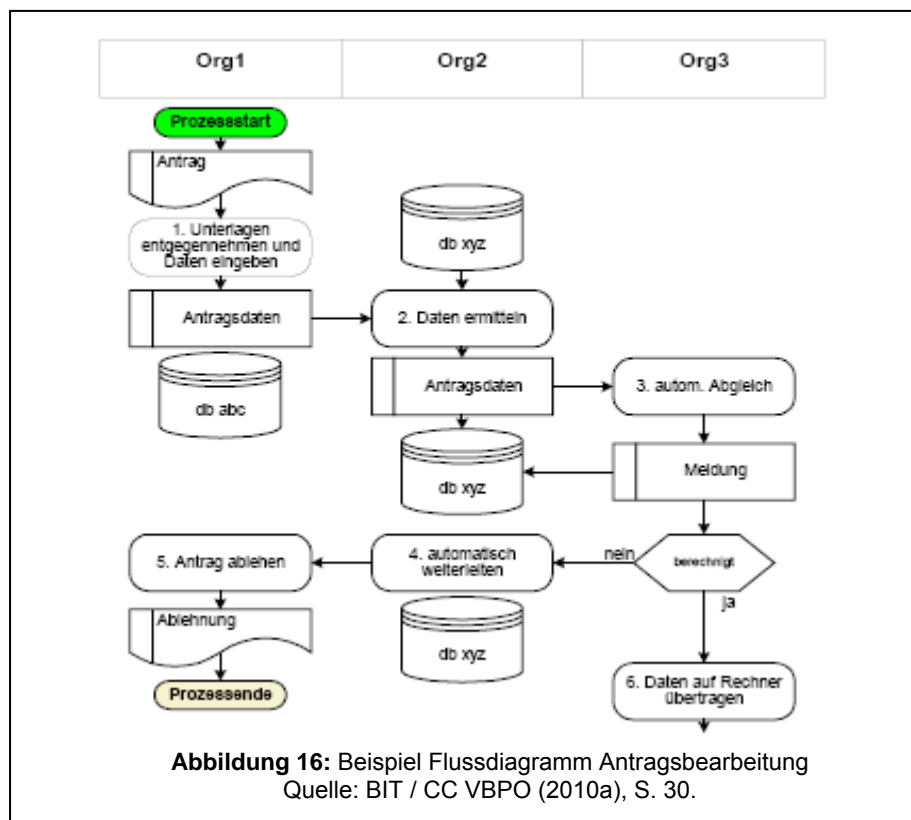 Org1
Org2
Org3
Prozessstart
Antrag
1. Unterlagen
entgegennehmen und
Daten eingeben
db xyz
Antragsdaten
2. Daten ermitteln
db abc
Antragsdaten
3. autom. Abgleich
db xyz
Meldung
5. Antrag ablehen
4. automatisch
weiterleiten
nein
berechnigt
ja
Ablehnung
db xyz
Prozessende
6. Daten auf Rechner
übertragen
Abbildung 16: Beispiel Flussdiagramm Antragsbearbeitung
Quelle: BIT / CC VBPO (2010a), S. 30.